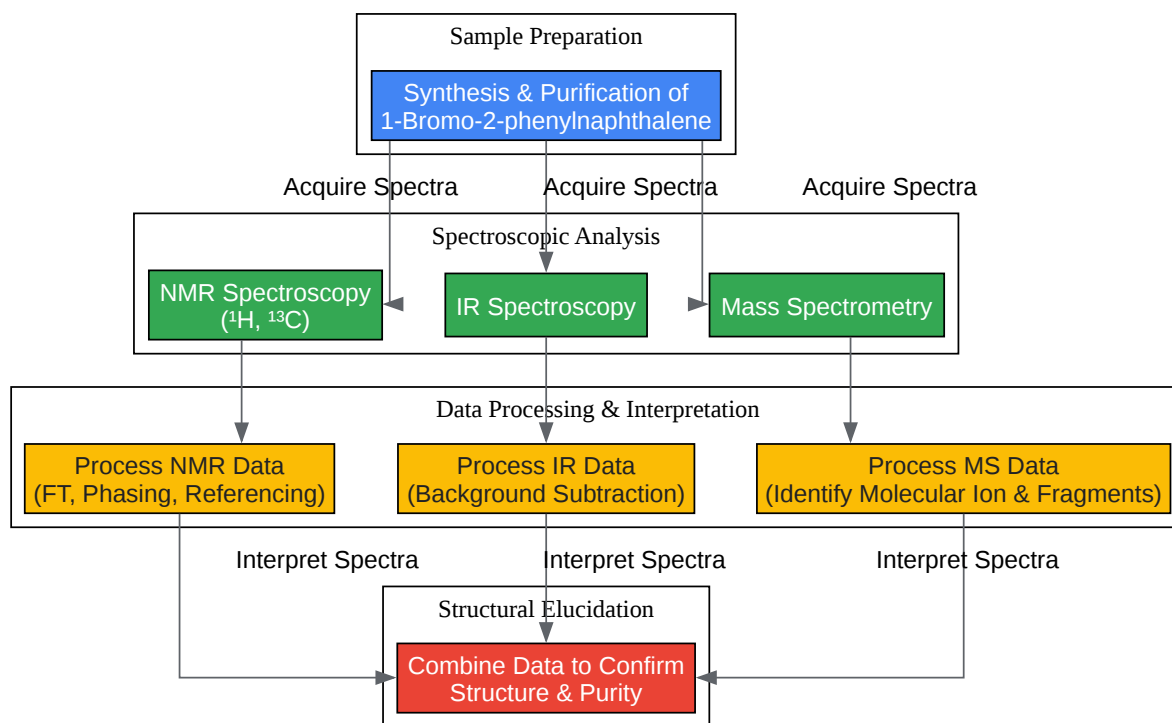 Sample Preparation
Synthesis & Purification of
1-Bromo-2-phenylnaphthalene
Acquire Spectra
Acquire Spectra
Acquire Spectra
Spectroscopic Analysis
NMR Spectroscopy
(¹H, ¹³C)
IR Spectroscopy
Mass Spectrometry
Data Processing & Interpretation
Process NMR Data
(FT, Phasing, Referencing)
Process IR Data
(Background Subtraction)
Process MS Data
(Identify Molecular Ion & Fragments)
Interpret Spectra
Interpret Spectra
Interpret Spectra
Structural Elucidation
Combine Data to Confirm
Structure & Purity